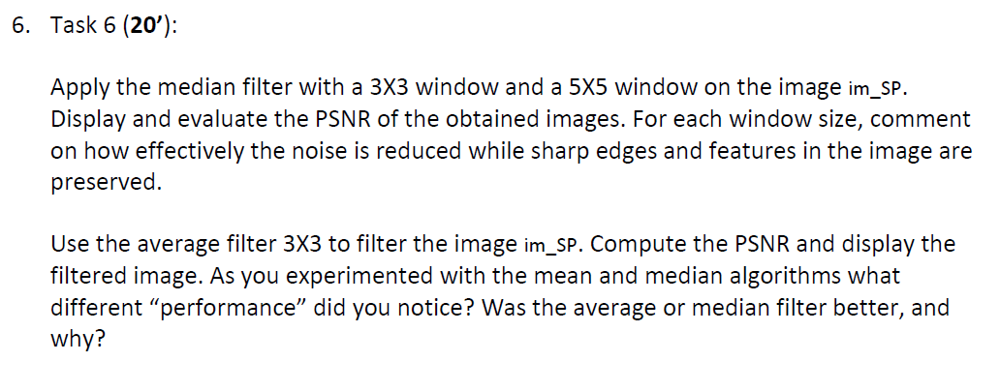 6. Task 6 (20’):
Apply the median filter with a 3X3 window and a 5X5 window on the image im_SP.
Display and evaluate the PSNR of the obtained images. For each window size, comment
on how effectively the noise is reduced while sharp edges and features in the image are
preserved.
Use the average filter 3X3 to filter the image im_SP. Compute the PSNR and display the
filtered image. As you experimented with the mean and median algorithms what
different “performance” did you notice? Was the average or median filter better, and
why?